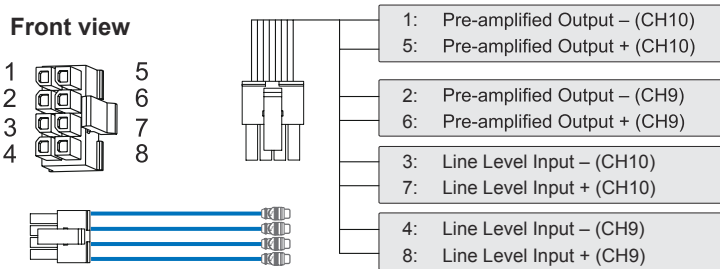 Front view
1 5
2 6
3 7
4 8
1: Pre-amplified Output – (CH10)
5: Pre-amplified Output + (CH10)
2: Pre-amplified Output – (CH9)
6: Pre-amplified Output + (CH9)
3: Line Level Input – (CH10)
7: Line Level Input + (CH10)
4: Line Level Input – (CH9)
8: Line Level Input + (CH9)